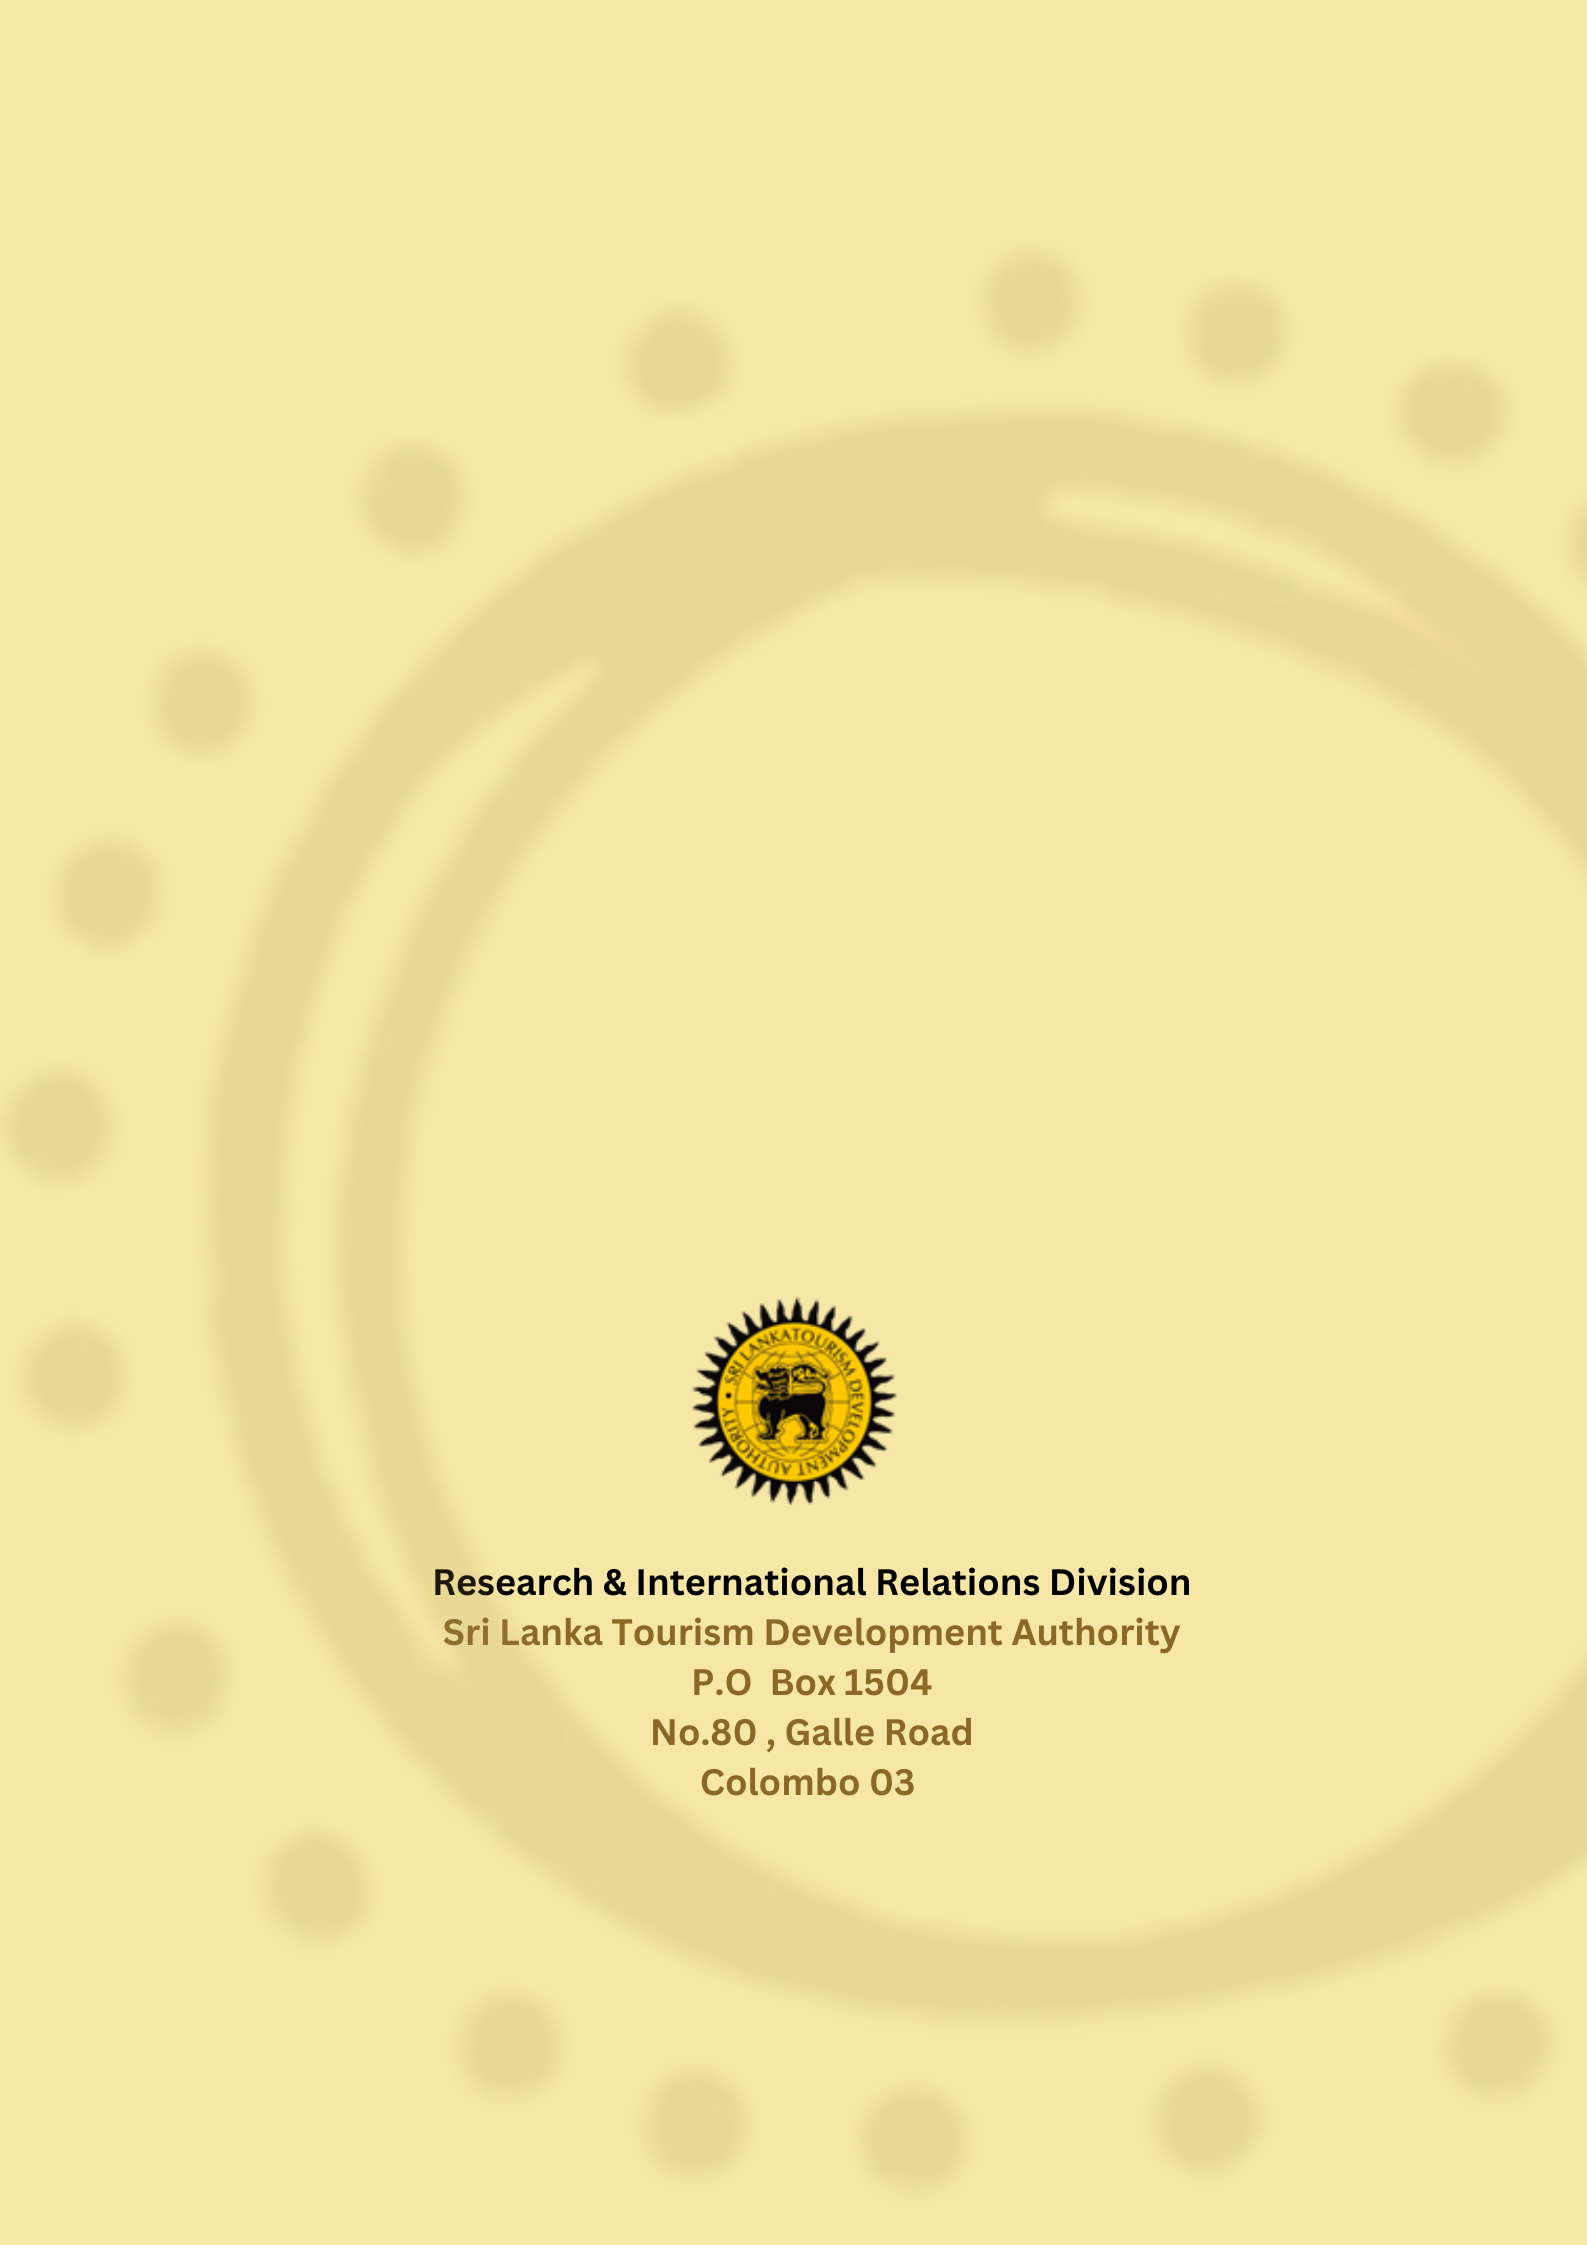 SRI LANKA TOURISM DEVELOPMENT AUTHORITY •
Research & International Relations Division
Sri Lanka Tourism Development Authority
P.O  Box 1504
No.80 , Galle Road
Colombo 03